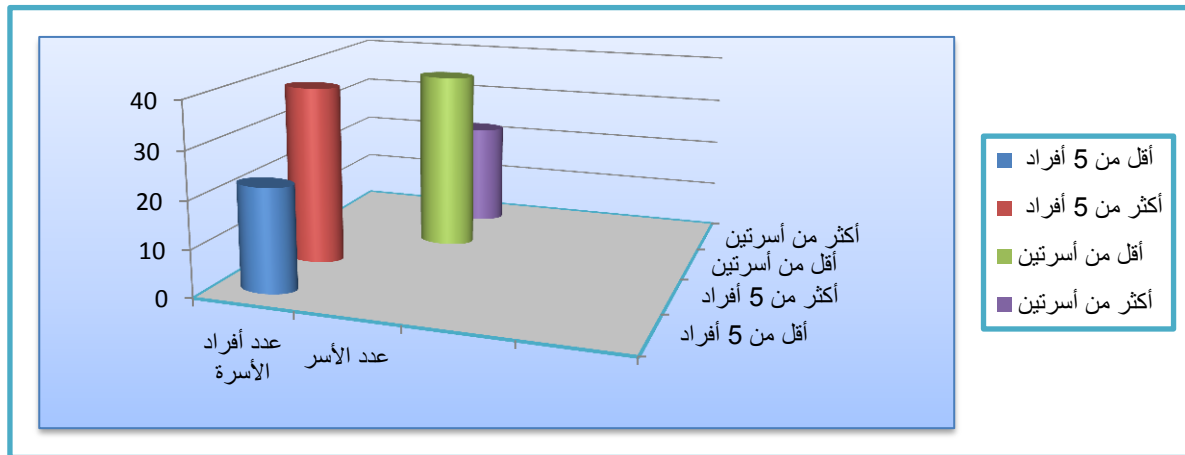 40
30
20
10
0
عدد أفراد
الأسرة
عدد الأسر
أكثر من أسرتين
أقل من أسرتين
أكثر من 5 أفراد
أقل من 5 أفراد
أقل من 5 أفراد
أكثر من 5 أفراد
أقل من أسرتين
أكثر من أسرتين